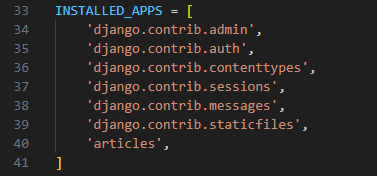 33 INSTALLED_APPS = [
34     'django.contrib.admin',
35     'django.contrib.auth',
36     'django.contrib.contenttypes',
37     'django.contrib.sessions',
38     'django.contrib.messages',
39     'django.contrib.staticfiles',
40     'articles',
41 ]